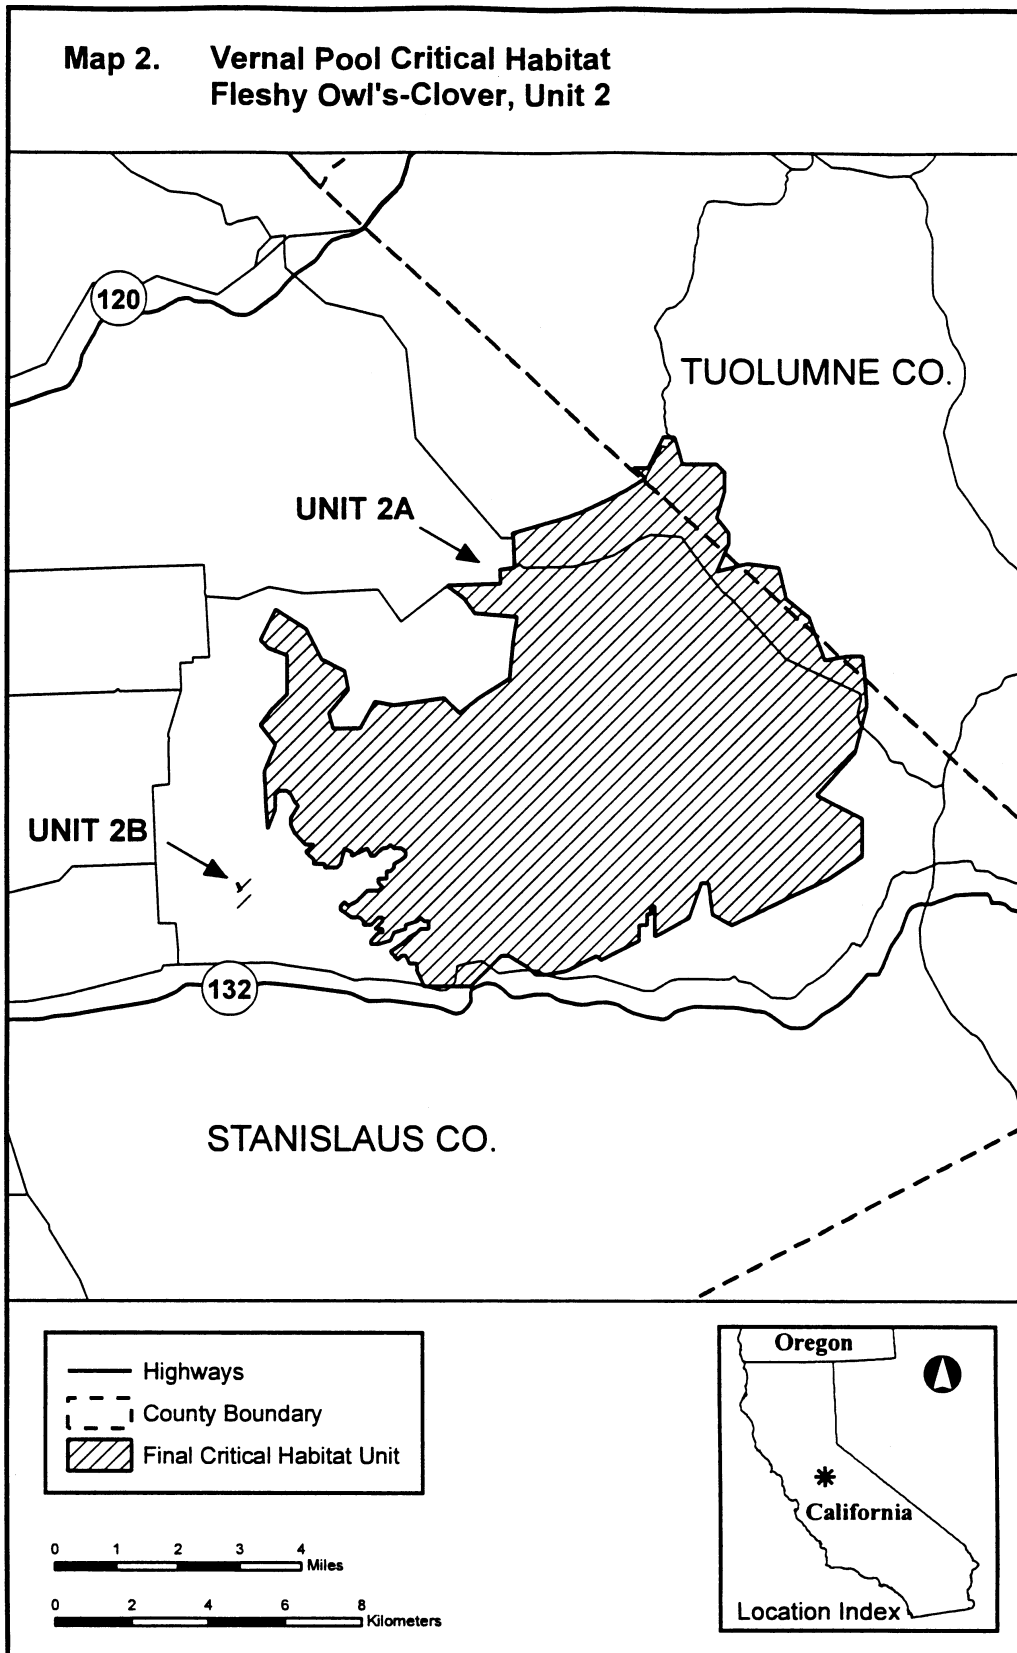 Map 2. Vernal Pool Critical Habitat
Fleshy Owl's-Clover, Unit 2
120
TUOLUMNE CO.
UNIT 2A
UNIT 2B
132
STANISLAUS CO.
Highways
County Boundary
Final Critical Habitat Unit
0 1 2 3 4
Miles
0 2 4 6 8
Kilometers
Oregon
California
Location Index